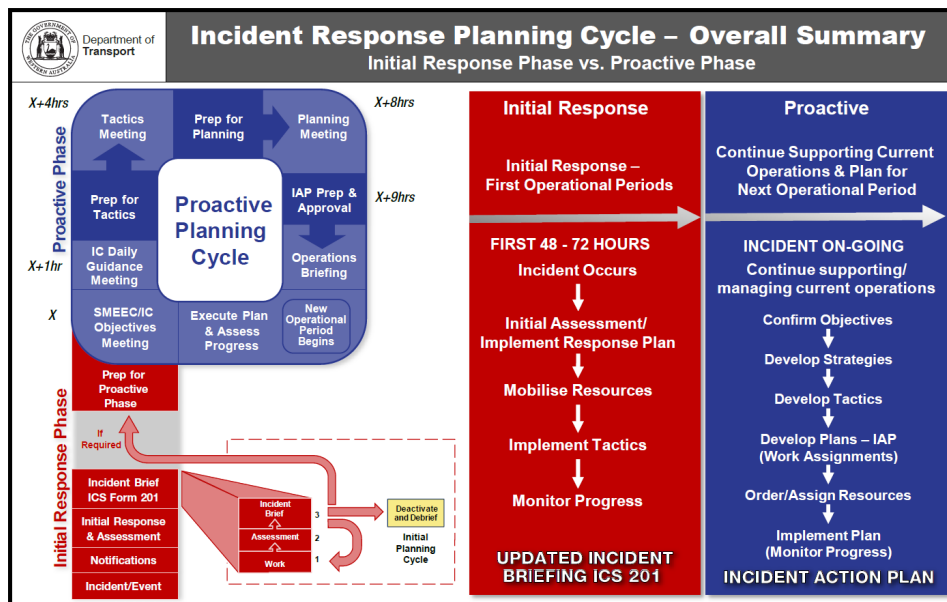 THE GOVERNMENT OF
WESTERN AUSTRALIA
Department of
Transport
Incident Response Planning Cycle – Overall Summary
Initial Response Phase vs. Proactive Phase
X+4hrs
Tactics
Meeting
Prep for
Planning
Planning
Meeting
X+8hrs
Proactive Phase
Prep for
Tactics
Proactive
Planning
Cycle
IAP Prep &
Approval
X+9hrs
X+1hr
IC Daily
Guidance
Meeting
Operations
Briefing
X
SMEEC/IC
Objectives
Meeting
Execute Plan
& Assess
Progress
New
Operational
Period
Begins
Initial Response Phase
Prep for
Proactive
Phase
If
Required
Incident Brief
ICS Form 201
Initial Response
& Assessment
Notifications
Incident/Event
Incident
Brief
3
Assessment
2
Work
1
Deactivate
and Debrief
Initial
Planning
Cycle
Initial Response
Initial Response –
First Operational Periods
FIRST 48 - 72 HOURS
Incident Occurs
Initial Assessment/
Implement Response Plan
Mobilise Resources
Implement Tactics
Monitor Progress
UPDATED INCIDENT
BRIEFING ICS 201
Proactive
Continue Supporting Current
Operations & Plan for
Next Operational Period
INCIDENT ON-GOING
Continue supporting/
managing current operations
Confirm Objectives
Develop Strategies
Develop Tactics
Develop Plans – IAP
(Work Assignments)
Order/Assign Resources
Implement Plan
(Monitor Progress)
INCIDENT ACTION PLAN